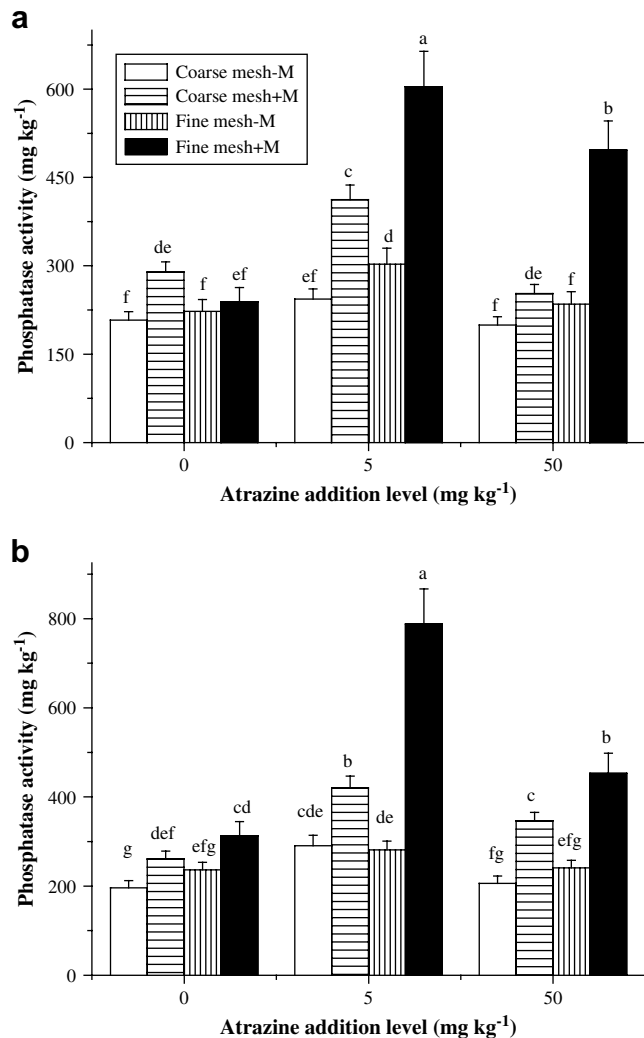 a
Phosphatase activity (mg kg⁻¹)
600
450
300
150
0
Coarse mesh-M
Coarse mesh+M
Fine mesh-M
Fine mesh+M
f
de
f
ef
ef
c
d
a
f
de
f
b
0
5
50
Atrazine addition level (mg kg⁻¹)
b
Phosphatase activity (mg kg⁻¹)
800
600
400
200
0
g
def
efg
cd
cde
b
de
a
fg
c
efg
b
0
5
50
Atrazine addition level (mg kg⁻¹)